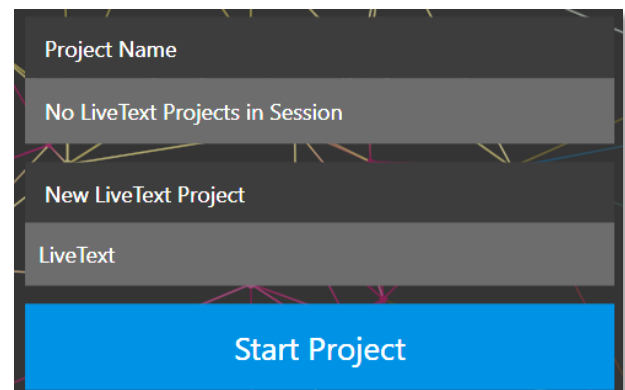 Project Name
No LiveText Projects in Session
New LiveText Project
LiveText
Start Project